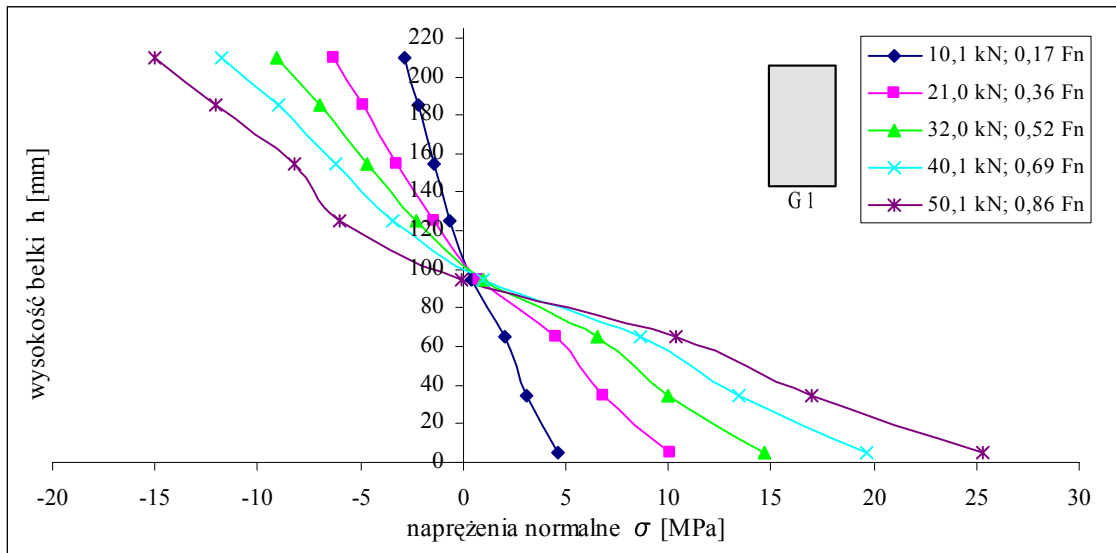 220
200
180
160
140
120
100
80
60
40
20
0
-20 -15 -10 -5 0 5 10 15 20 25 30
wysokość belki h [mm]
naprężenia normalne σ [MPa]
G1
10,1 kN; 0,17 Fn
21,0 kN; 0,36 Fn
32,0 kN; 0,52 Fn
40,1 kN; 0,69 Fn
50,1 kN; 0,86 Fn